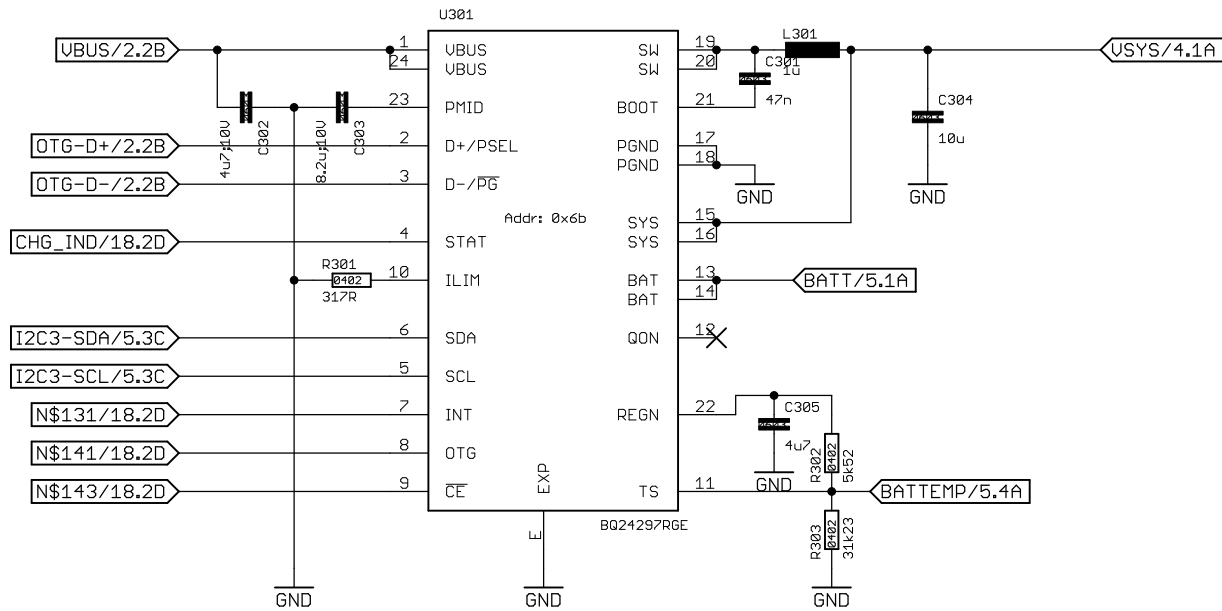 U301
VBUS/2.2B
1 VBUS
24 VBUS
SW 19
SW 20
L301
1u
VSYS/4.1A
C301
0603
47n
C304
0603
10u
23 PMID
BOOT 21
0603
C302
4u7;10V
0603
C303
8.2u;10V
OTG-D+/2.2B
2 D+/PSEL
PGND 17
PGND 18
GND
GND
OTG-D-/2.2B
3 D-/PG
Addr: 0x6b
SYS 15
SYS 16
CHG_IND/18.2D
4 STAT
R301
0402
317R
10 ILIM
BAT 13
BAT 14
BATT/5.1A
I2C3-SDA/5.3C
6 SDA
QON 12
I2C3-SCL/5.3C
5 SCL
N$131/18.2D
7 INT
REGN 22
C305
0603
4u7
GND
N$141/18.2D
8 OTG
R302
0402
5k52
N$143/18.2D
9 CE
EXP
E
TS 11
BATTEMP/5.4A
BQ24297RGE
R303
0402
31k23
GND
GND
GND